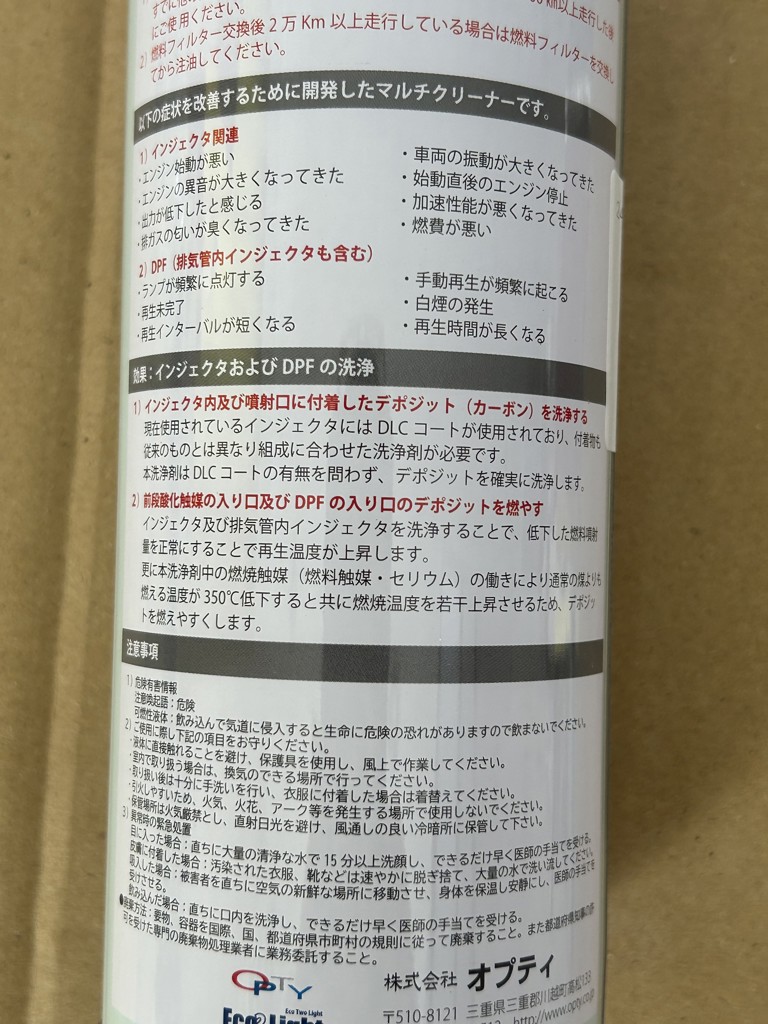 すでに他
km以上走行した後
にご使用ください。
2）燃料フィルター交換後2万Km以上走行している場合は燃料フィルターを交換し
てから注油してください。
以下の症状を改善するために開発したマルチクリーナーです。
1）インジェクタ関連
・エンジン始動が悪い
・車両の振動が大きくなってきた
・エンジンの異音が大きくなってきた
・始動直後のエンジン停止
・出力が低下したと感じる
・加速性能が悪くなってきた
・排ガスの匂いが臭くなってきた
・燃費が悪い
2）DPF（排気管内インジェクタも含む）
・ランプが頻繁に点灯する
・手動再生が頻繁に起こる
・再生未完了
・白煙の発生
・再生インターバルが短くなる
・再生時間が長くなる
効果：インジェクタおよびDPFの洗浄
1）インジェクタ内及び噴射口に付着したデポジット（カーボン）を洗浄する
現在使用されているインジェクタにはDLCコートが使用されており、付着物も
従来のものとは異なり組成に合わせた洗浄剤が必要です。
本洗浄剤はDLCコートの有無を問わず、デポジットを確実に洗浄します。
2）前段酸化触媒の入り口及びDPFの入り口のデポジットを燃やす
インジェクタ及び排気管内インジェクタを洗浄することで、低下した燃料噴射
量を正常にすることで再生温度が上昇します。
更に本洗浄剤中の燃焼触媒（燃料触媒・セリウム）の働きにより通常の煤よりも
燃える温度が350℃低下すると共に燃焼温度を若干上昇させるため、デポジッ
トを燃えやすくします。
注意事項
1）危険有害情報
注意喚起語：危険
可燃性液体：飲み込んで気道に侵入すると生命に危険の恐れがありますので飲まないでください。
2）ご使用に際し下記の項目をお守りください。
・液体に直接触れることを避け、保護具を使用し、風上で作業してください。
・室内で取り扱う場合は、換気のできる場所で行ってください。
・取り扱い後は十分に手洗いを行い、衣服に付着した場合は着替えてください。
・引火しやすいため、火気、火花、アーク等を発生する場所で使用しないでください。
・保管場所は火気厳禁とし、直射日光を避け、風通しの良い冷暗所に保管して下さい。
3）異常時の緊急処置
目に入った場合：直ちに大量の清浄な水で15分以上洗顔し、できるだけ早く医師の手当てを受ける。
皮膚に付着した場合：汚染された衣服、靴などは速やかに脱ぎ捨て、大量の水で洗い流してください。
吸入した場合：被害者を直ちに空気の新鮮な場所に移動させ、身体を保温し安静にし、医師の手当てを
受けさせる。
飲み込んだ場合：直ちに口内を洗浄し、できるだけ早く医師の手当てを受ける。
●廃棄方法：要物、容器を国際、国、都道府県市町村の規則に従って廃棄すること。また都道府県知事の許
可を受けた専門の廃棄物処理業者に業務委託すること。
OPTY
株式会社 オプティ
Eco Two Light
Eco2Light
〒510-8121 三重県三重郡川越町高松133
http://www.opty.co.jp